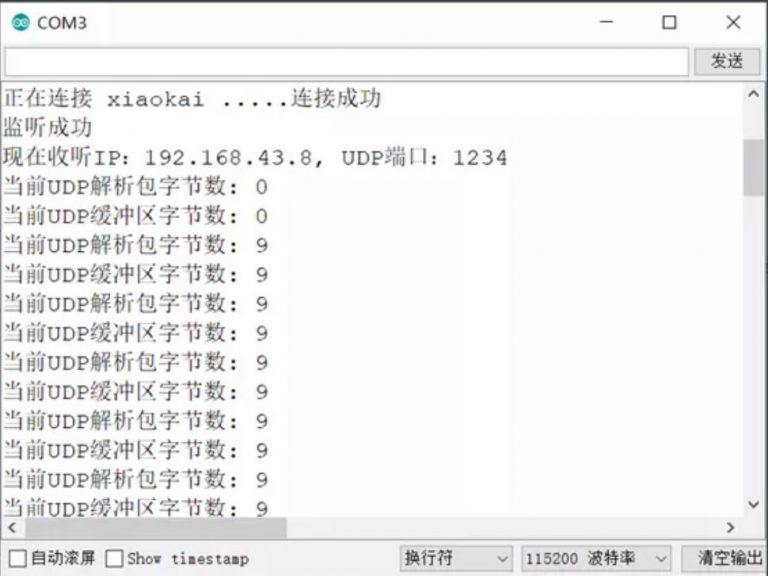 COM3
发送
正在连接 xiaokai .....连接成功
监听成功
现在收听IP: 192.168.43.8, UDP端口: 1234
当前UDP解析包字节数: 0
当前UDP缓冲区字节数: 0
当前UDP解析包字节数: 9
当前UDP缓冲区字节数: 9
当前UDP解析包字节数: 9
当前UDP缓冲区字节数: 9
当前UDP解析包字节数: 9
当前UDP缓冲区字节数: 9
当前UDP解析包字节数: 9
当前UDP缓冲区字节数: 9
当前UDP解析包字节数: 9
当前UDP缓冲区字节数: 9
自动滚屏 Show timestamp 换行符 115200 波特率 清空输出